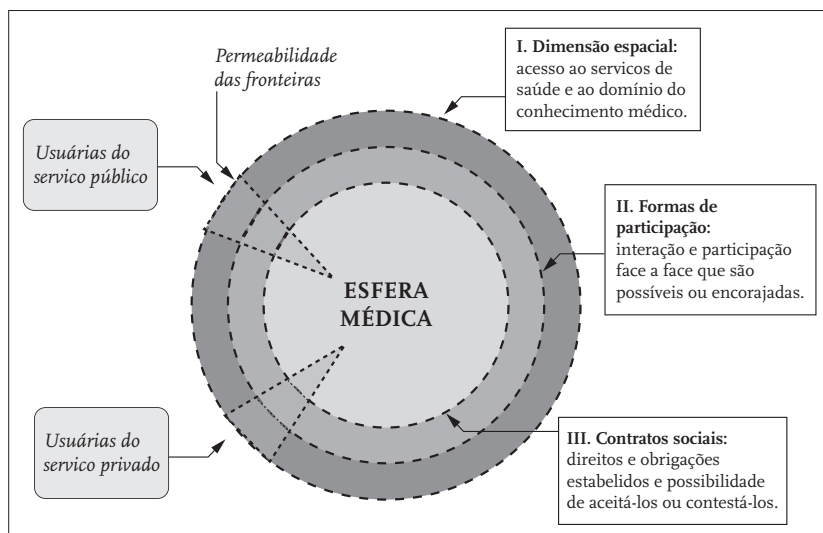 Permeabilidade
das fronteiras
I. Dimensão espacial:
acesso ao servicos de
saúde e ao domínio do
conhecimento médico.
Usuárias do
servico público
II. Formas de
participação:
interação e participação
face a face que são
possíveis ou encorajadas.
ESFERA
MÉDICA
Usuárias do
servico privado
III. Contratos sociais:
direitos e obrigações
estabelidos e possibilidade
de aceitá-los ou contestá-los.